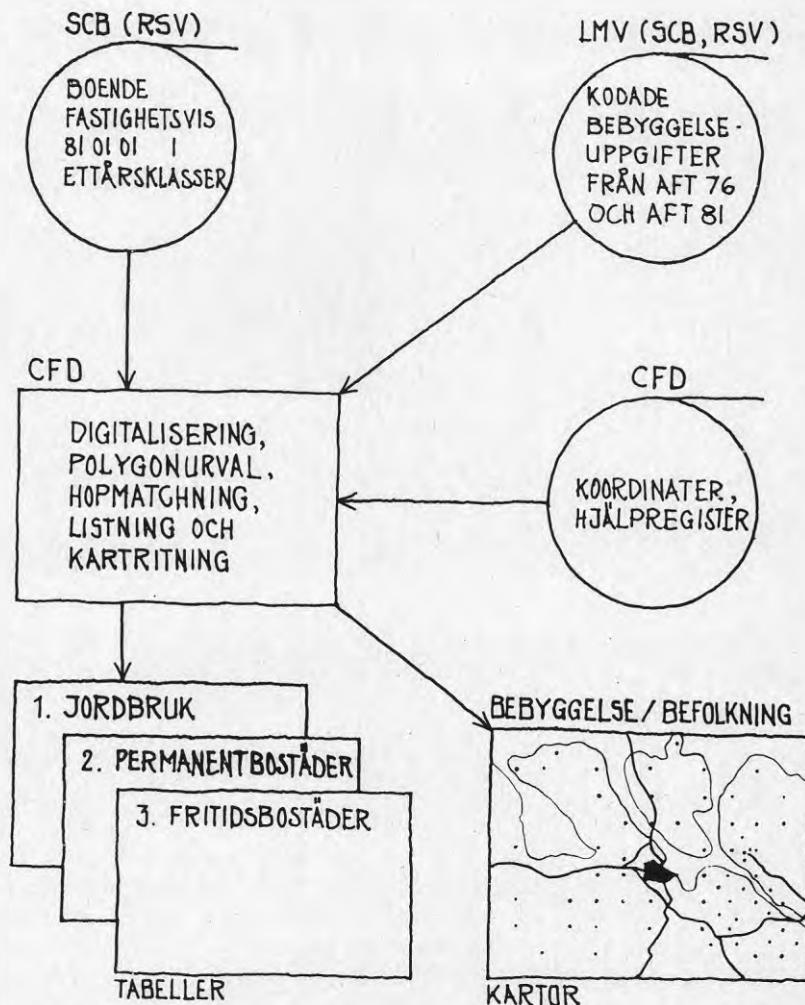 SCB (RSV)
BOENDE
FASTIGHETSVIS
81 01 01 I
ETTÅRSKLASSER
LMV (SCB, RSV)
KODADE
BEBYGGELSE-
UPPGIFTER
FRÅN AFT 76
OCH AFT 81
CFD
DIGITALISERING,
POLYGONURVAL,
HOPMATCHNING,
LISTNING OCH
KARTRITNING
CFD
KOORDINATER,
HJÄLPREGISTER
1. JORDBRUK
2. PERMANENTBOSTÄDER
3. FRITIDSBOSTÄDER
TABELLER
BEBYGGELSE/BEFOLKNING
KARTOR